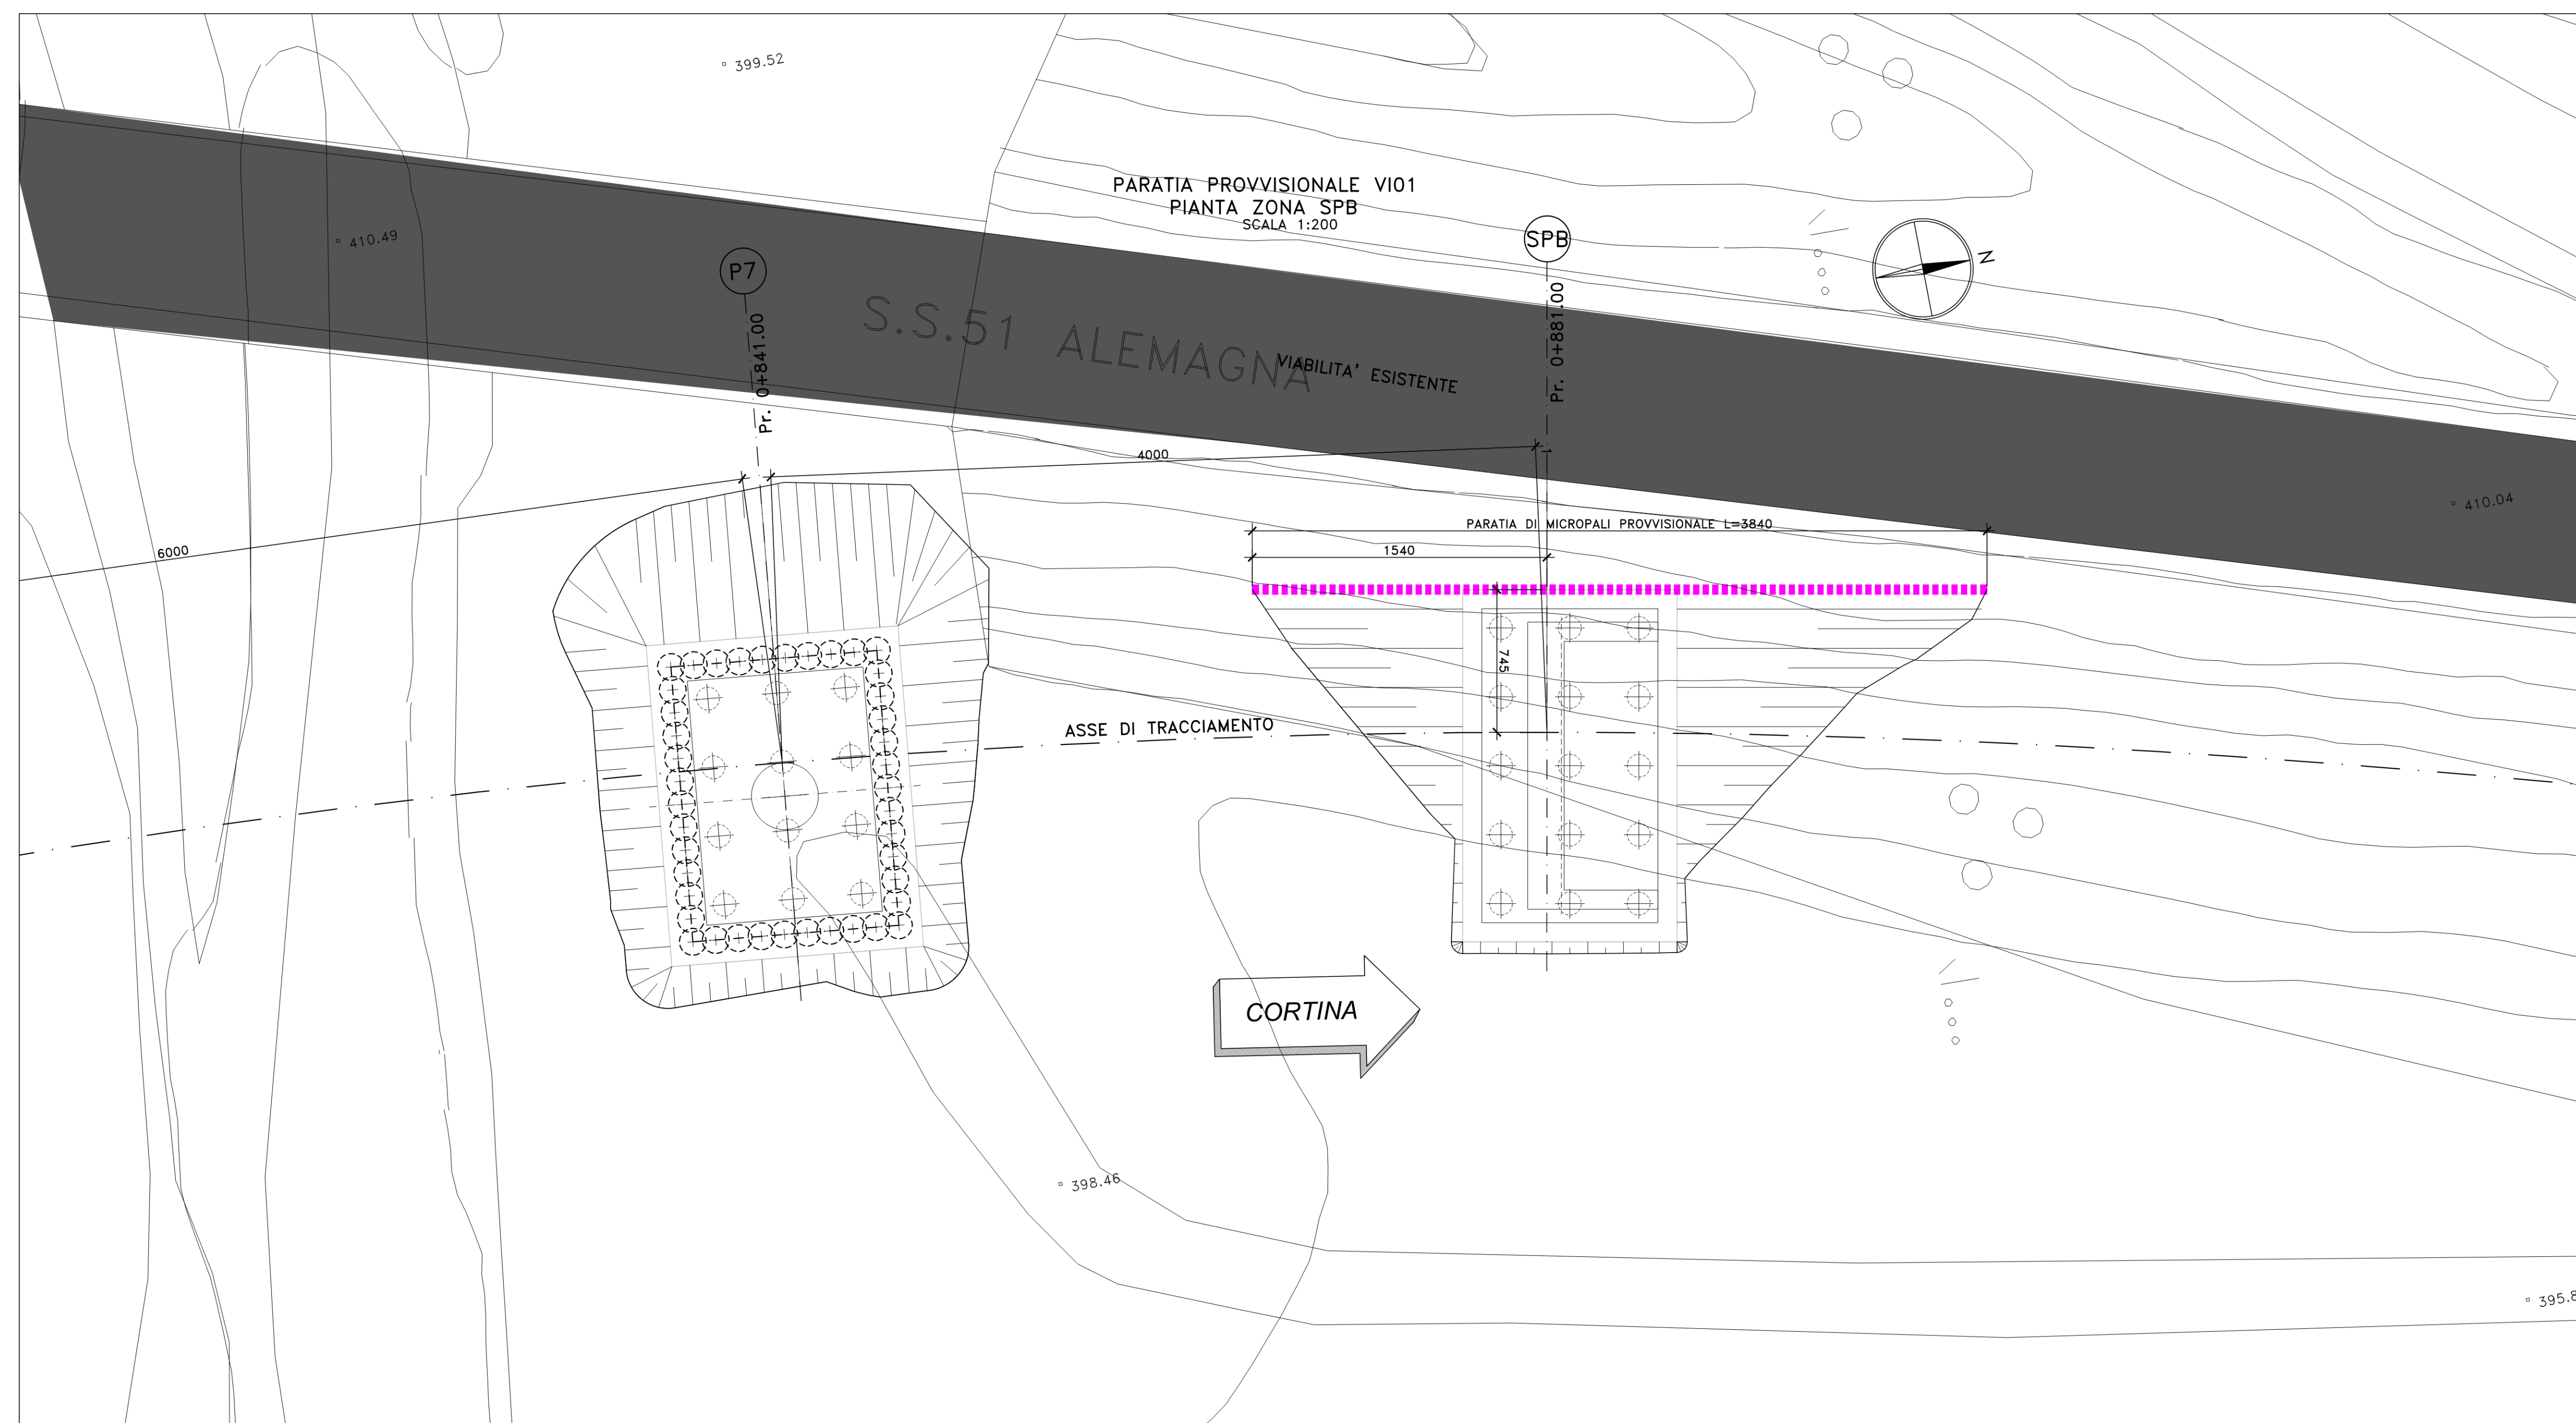 399.52
PARATIA PROVVISIONALE VI01
PIANTA ZONA SPB
SCALA 1:200
410.49
P7
SPB
N
Pr. 0+841.00
Pr. 0+881.00
S.S.51 ALEMAGNA
VIABILITA' ESISTENTE
4000
6000
410.04
PARATIA DI MICROPALI PROVVISIONALE L=3840
1540
745
ASSE DI TRACCIAMENTO
CORTINA
398.46
395.8